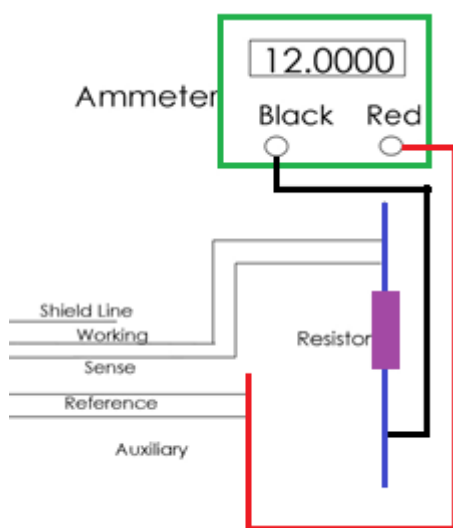 12.0000
Ammeter
Black Red
Shield Line
Working
Resistor
Sense
Reference
Auxiliary